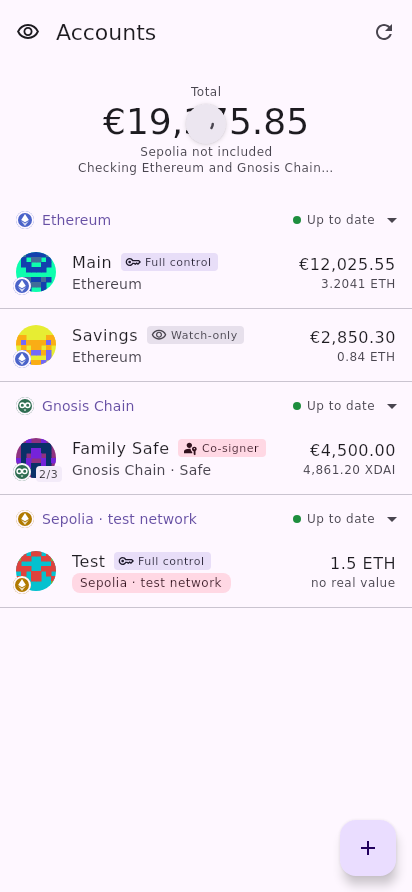 Accounts
Total
Sepolia not included
Checking Ethereum and Gnosis Chain...
Ethereum
Up to date
Main
Full control
€12,025.55
Ethereum
3.2041 ETH
Savings
Watch-only
€2,850.30
Ethereum
0.84 ETH
Gnosis Chain
Up to date
Family Safe
Co-signer
€4,500.00
2/3
Gnosis Chain · Safe
4,861.20 XDAI
Sepolia · test network
Up to date
Test
Full control
1.5 ETH
Sepolia · test network
no real value